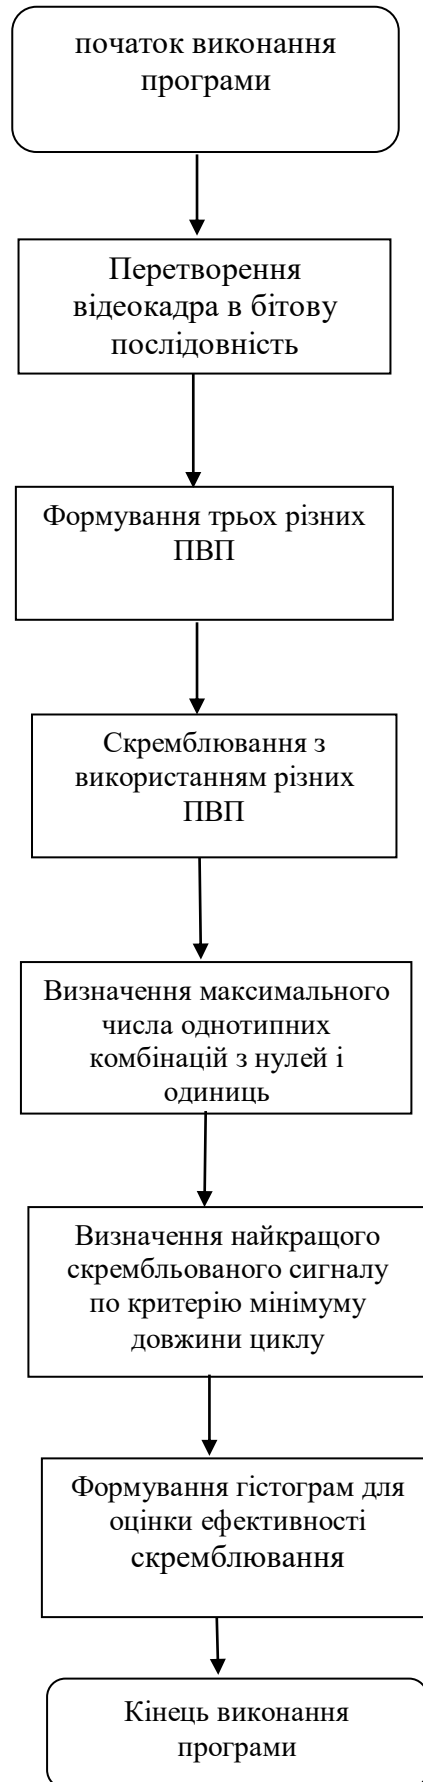 початок виконання
програми
Перетворення
відеокадра в бітову
послідовність
Формування трьох різних
ПВП
Скремблювання з
використанням різних
ПВП
Визначення максимального
числа однотипних
комбінацій з нулей і
одиниць
Визначення найкращого
скрембльованого сигналу
по критерію мінімуму
довжини циклу
Формування гістограм для
оцінки ефективності
скремблювання
Кінець виконання
програми